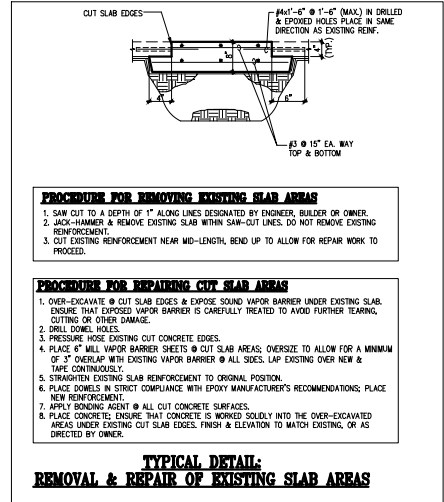 CUT SLAB EDGES
#4x1'-6" @ 1'-6" (MAX.) IN DRILLED
& EPOXIED HOLES PLACE IN SAME
DIRECTION AS EXISTING REINF.
8"
4"
(TYP.)
4"
6"
#3 @ 15" EA. WAY
TOP & BOTTOM
PROCEDURE FOR REMOVING EXISTING SLAB AREAS
1. SAW CUT TO A DEPTH OF 1" ALONG LINES DESIGNATED BY ENGINEER, BUILDER OR OWNER.
2. JACK-HAMMER & REMOVE EXISTING SLAB WITHIN SAW-CUT LINES. DO NOT REMOVE EXISTING
REINFORCEMENT.
3. CUT EXISTING REINFORCEMENT NEAR MID-LENGTH, BEND UP TO ALLOW FOR REPAIR WORK TO
PROCEED.
PROCEDURE FOR REPAIRING CUT SLAB AREAS
1. OVER-EXCAVATE @ CUT SLAB EDGES & EXPOSE SOUND VAPOR BARRIER UNDER EXISTING SLAB.
ENSURE THAT EXPOSED VAPOR BARRIER IS CAREFULLY TREATED TO AVOID FURTHER TEARING,
CUTTING OR OTHER DAMAGE.
2. DRILL DOWEL HOLES.
3. PRESSURE HOSE EXISTING CUT CONCRETE EDGES.
4. PLACE 6" MILL VAPOR BARRIER SHEETS @ CUT SLAB AREAS; OVERSIZE TO ALLOW FOR A MINIMUM
OF 3" OVERLAP WITH EXISTING VAPOR BARRIER @ ALL SIDES. LAP EXISTING OVER NEW &
TAPE CONTINUOUSLY.
5. STRAIGHTEN EXISTING SLAB REINFORCEMENT TO ORIGINAL POSITION.
6. PLACE DOWELS IN STRICT COMPLIANCE WITH EPOXY MANUFACTURER'S RECOMMENDATIONS; PLACE
NEW REINFORCEMENT.
7. APPLY BONDING AGENT @ ALL CUT CONCRETE SURFACES.
8. PLACE CONCRETE; ENSURE THAT CONCRETE IS WORKED SOLIDLY INTO THE OVER-EXCAVATED
AREAS UNDER EXISTING CUT SLAB EDGES. FINISH & ELEVATION TO MATCH EXISTING, OR AS
DIRECTED BY OWNER.
TYPICAL DETAIL:
REMOVAL & REPAIR OF EXISTING SLAB AREAS